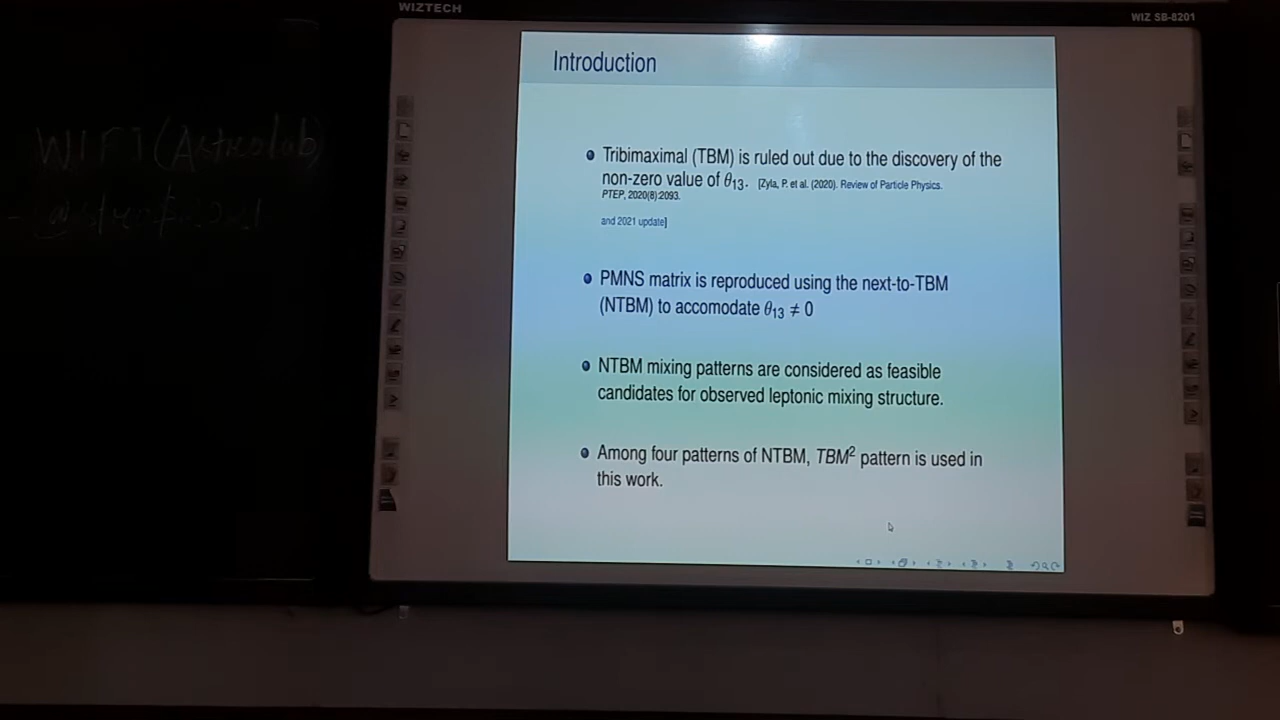 WIZTECH
WIZ SB-8201
WIFI (Astrolab)
Introduction
Tribimaximal (TBM) is ruled out due to the discovery of the
non-zero value of θ13. [Zyla, P. et al. (2020). Review of Particle Physics.
PTEP, 2020(8):2093.
and 2021 update]
PMNS matrix is reproduced using the next-to-TBM
(NTBM) to accomodate θ13 ≠ 0
NTBM mixing patterns are considered as feasible
candidates for observed leptonic mixing structure.
Among four patterns of NTBM, TBM² pattern is used in
this work.